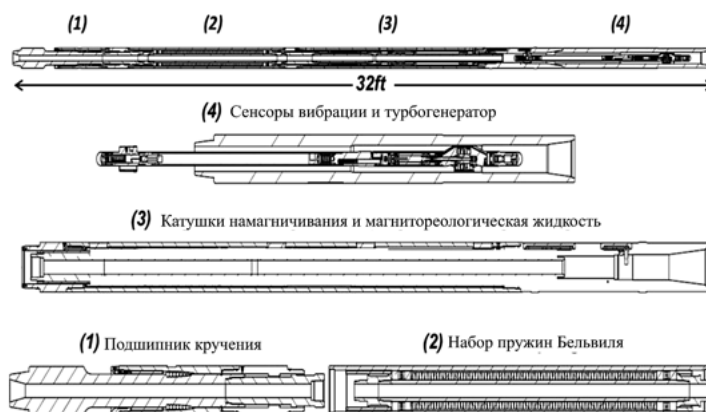 (1) (2) (3) (4)
32ft
(4) Сенсоры вибрации и турбогенератор
(3) Катушки намагничивания и магнитореологическая жидкость
(1) Подшипник кручения (2) Набор пружин Бельвиля